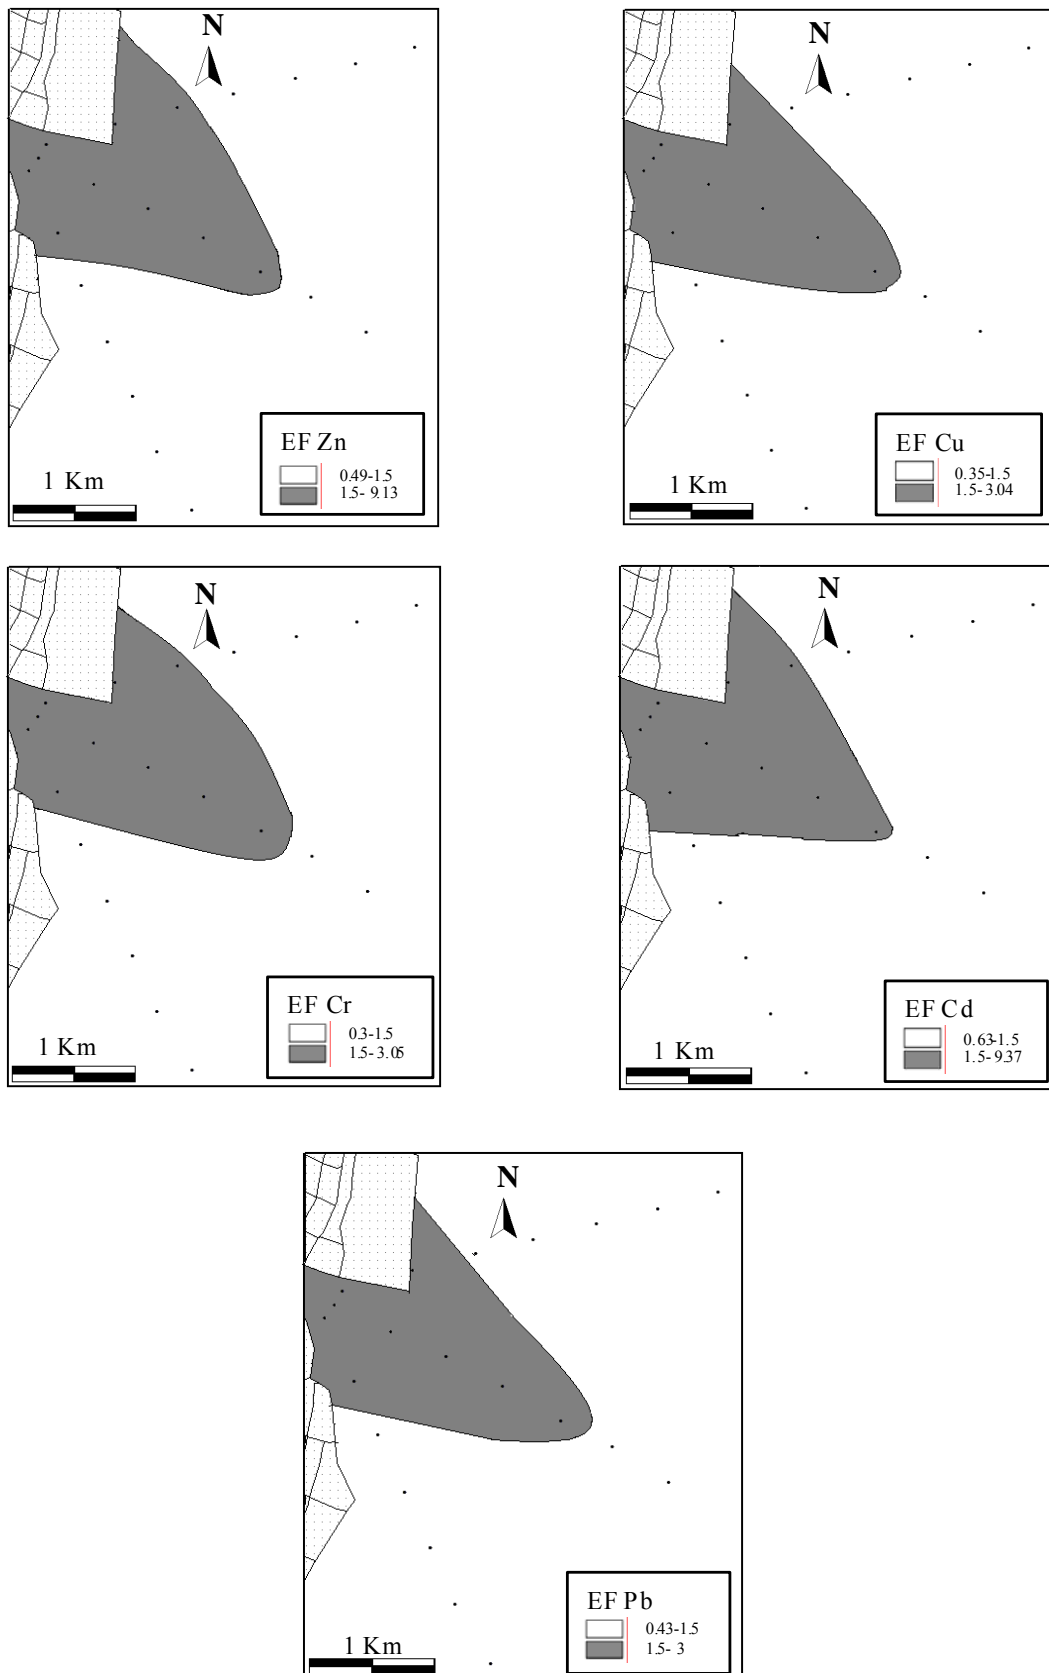 N
EF Zn
0.49-1.5
1.5- 9.13
1 Km
N
EF Cu
0.35-1.5
1.5- 3.04
1 Km
N
EF Cr
0.3-1.5
1.5- 3.05
1 Km
N
EF Cd
0.63-1.5
1.5- 9.37
1 Km
N
EF Pb
0.43-1.5
1.5- 3
1 Km